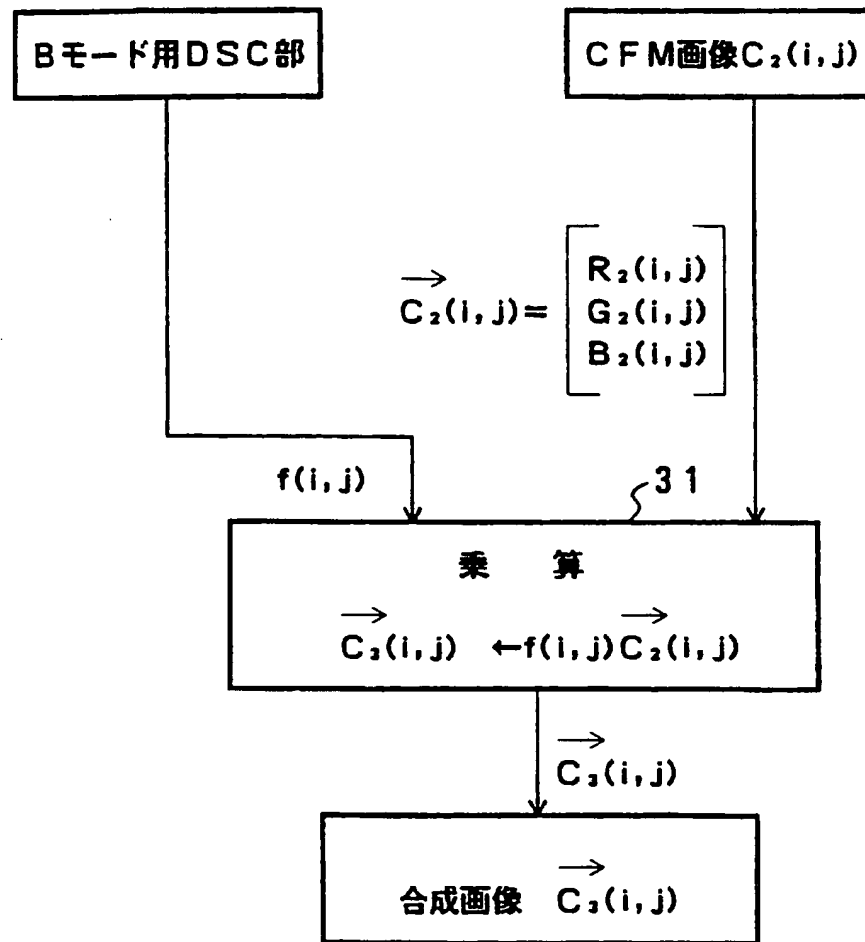 Bモード用DSC部
CFM画像C₂(i,j)
C₂(i,j)=
R₂(i,j)
G₂(i,j)
B₂(i,j)
f(i,j)
31
乗 算
C₃(i,j) ←f(i,j)C₂(i,j)
C₃(i,j)
合成画像 C₃(i,j)